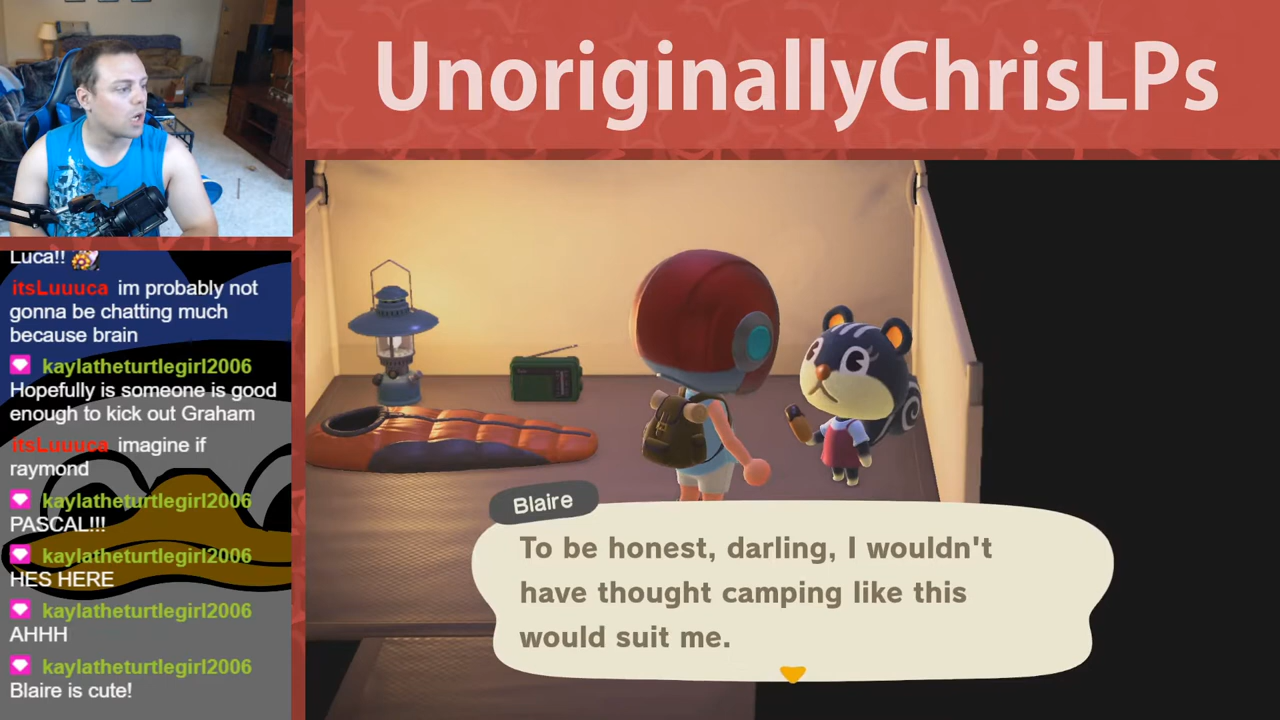 UnoriginallyChrisLPs
Luca!!
itsLuuuca im probably not
gonna be chatting much
because brain
kaylatheturtlegirl2006
Hopefully is someone is good
enough to kick out Graham
itsLuuuca imagine if
raymond
kaylatheturtlegirl2006
PASCAL!!!
kaylatheturtlegirl2006
HES HERE
kaylatheturtlegirl2006
AHHH
kaylatheturtlegirl2006
Blaire is cute!
Blaire
To be honest, darling, I wouldn't
have thought camping like this
would suit me.